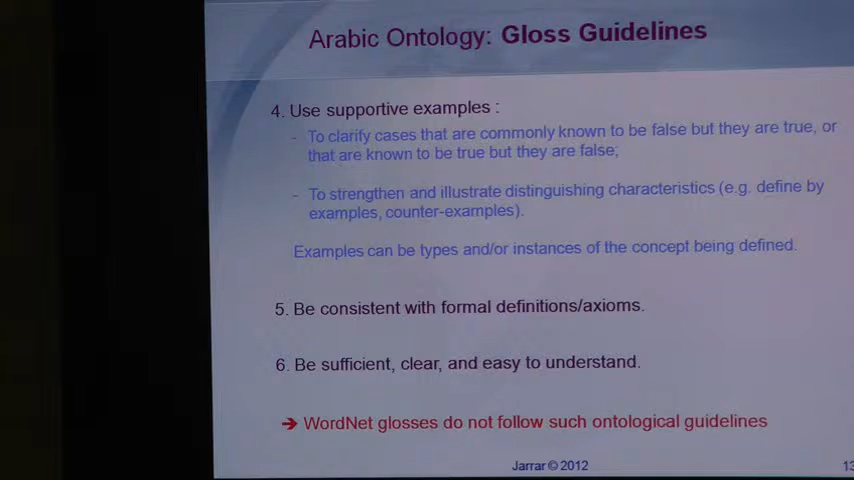 Arabic Ontology: Gloss Guidelines
4. Use supportive examples :
- To clarify cases that are commonly known to be false but they are true, or
that are known to be true but they are false;
- To strengthen and illustrate distinguishing characteristics (e.g. define by
examples, counter-examples).
Examples can be types and/or instances of the concept being defined.
5. Be consistent with formal definitions/axioms.
6. Be sufficient, clear, and easy to understand.
➔ WordNet glosses do not follow such ontological guidelines
Jarrar © 2012